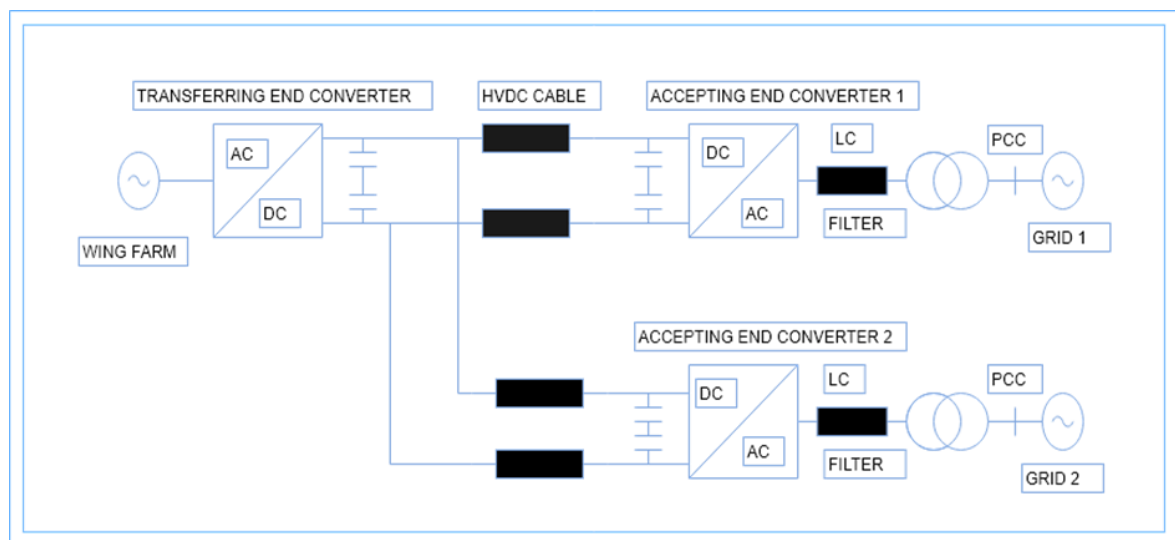 TRANSFERRING END CONVERTER
HVDC CABLE
ACCEPTING END CONVERTER 1
AC
DC
DC
AC
LC
PCC
WING FARM
FILTER
GRID 1
ACCEPTING END CONVERTER 2
DC
AC
LC
PCC
FILTER
GRID 2